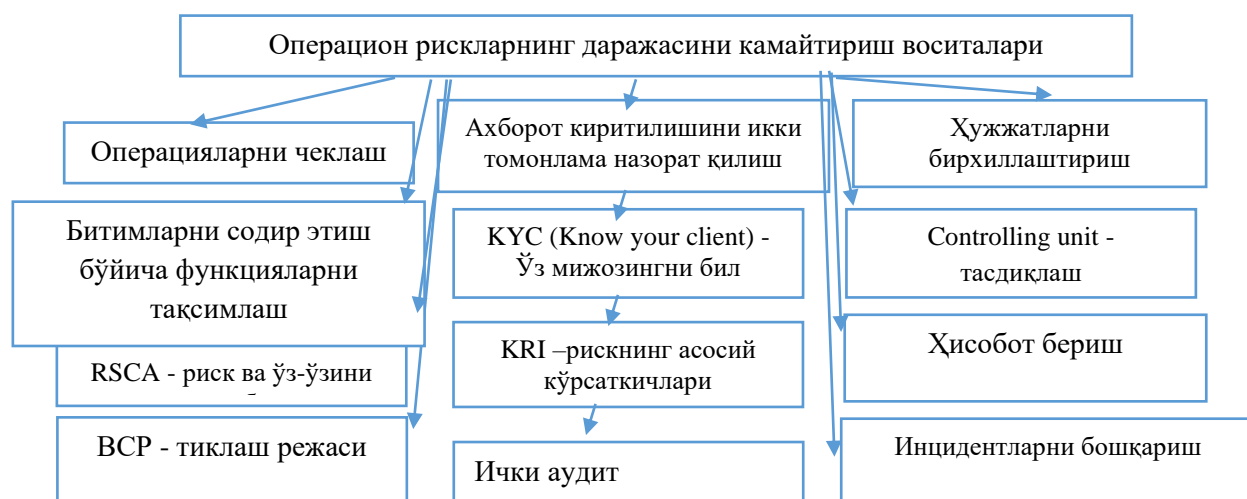 Операцион рискларнинг даражасини камайтириш воситалари
Операцияларни чеклаш
Ахборот киритилишини икки
томонлама назорат қилиш
Ҳужжатларни
бирхиллаштириш
Битимларни содир этиш
бўйича функцияларни
тақсимлаш
KYC (Know your client) -
Ўз мижозингни бил
Controlling unit -
тасдиқлаш
RSCA - риск ва ўз-ўзини
KRI –рискнинг асосий
кўрсаткичлари
Ҳисобот бериш
BCP - тиклаш режаси
Ички аудит
Инцидентларни бошқариш